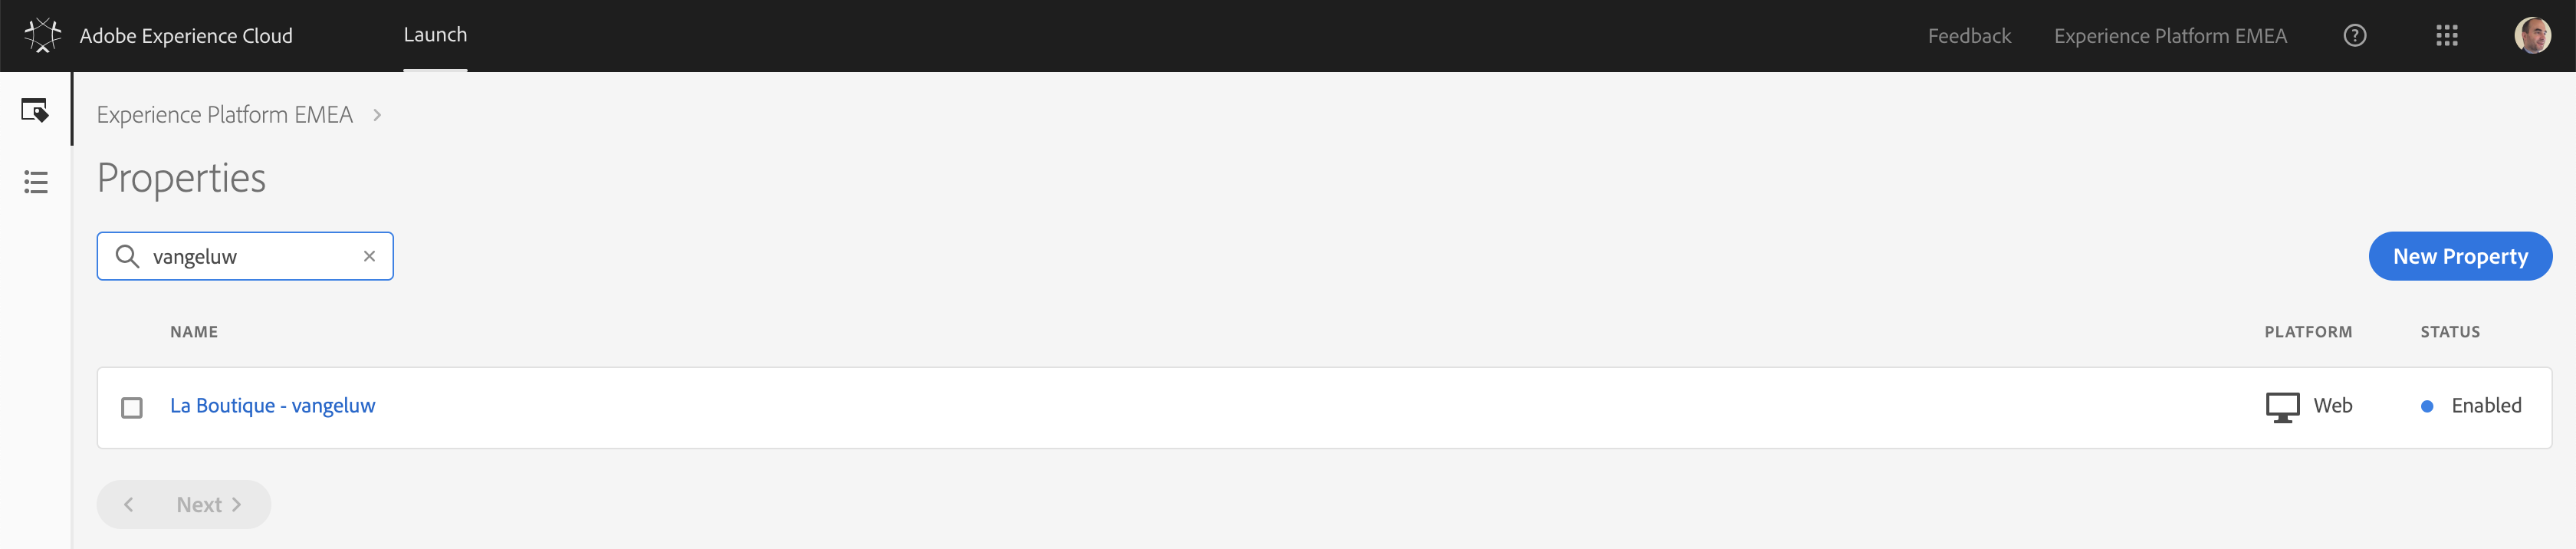 Adobe Experience Cloud Launch Feedback Experience Platform EMEA
Experience Platform EMEA
Properties
vangeluw
New Property
NAME PLATFORM STATUS
La Boutique - vangeluw Web Enabled
Next